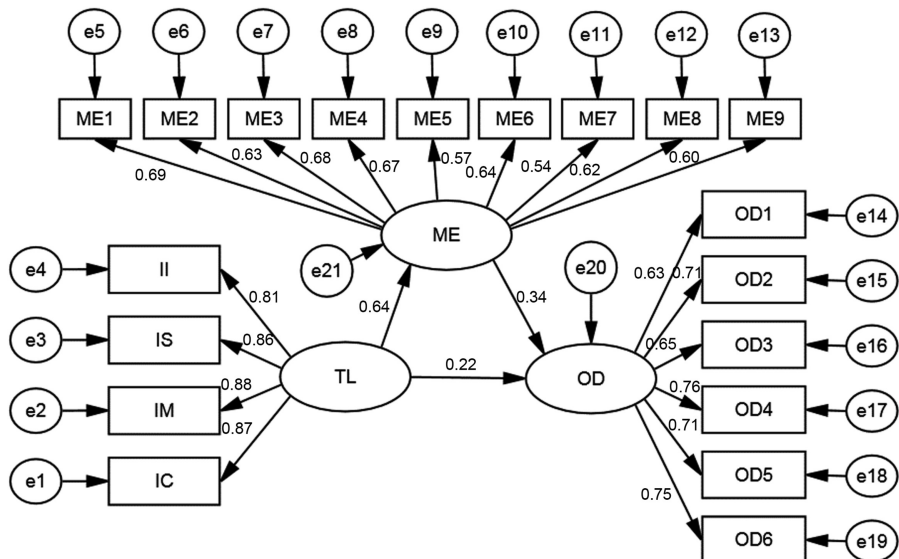 e5 e6 e7 e8 e9 e10 e11 e12 e13
ME1 ME2 ME3 ME4 ME5 ME6 ME7 ME8 ME9
0.69 0.63 0.68 0.67 0.57 0.64 0.54 0.62 0.60
ME
e21
e20
0.64
0.34
e4 II 0.81
e3 IS 0.86
e2 IM 0.88
e1 IC 0.87
TL
0.22
OD
0.63 OD1 e14
0.71 OD2 e15
0.65 OD3 e16
0.76 OD4 e17
0.71 OD5 e18
0.75 OD6 e19